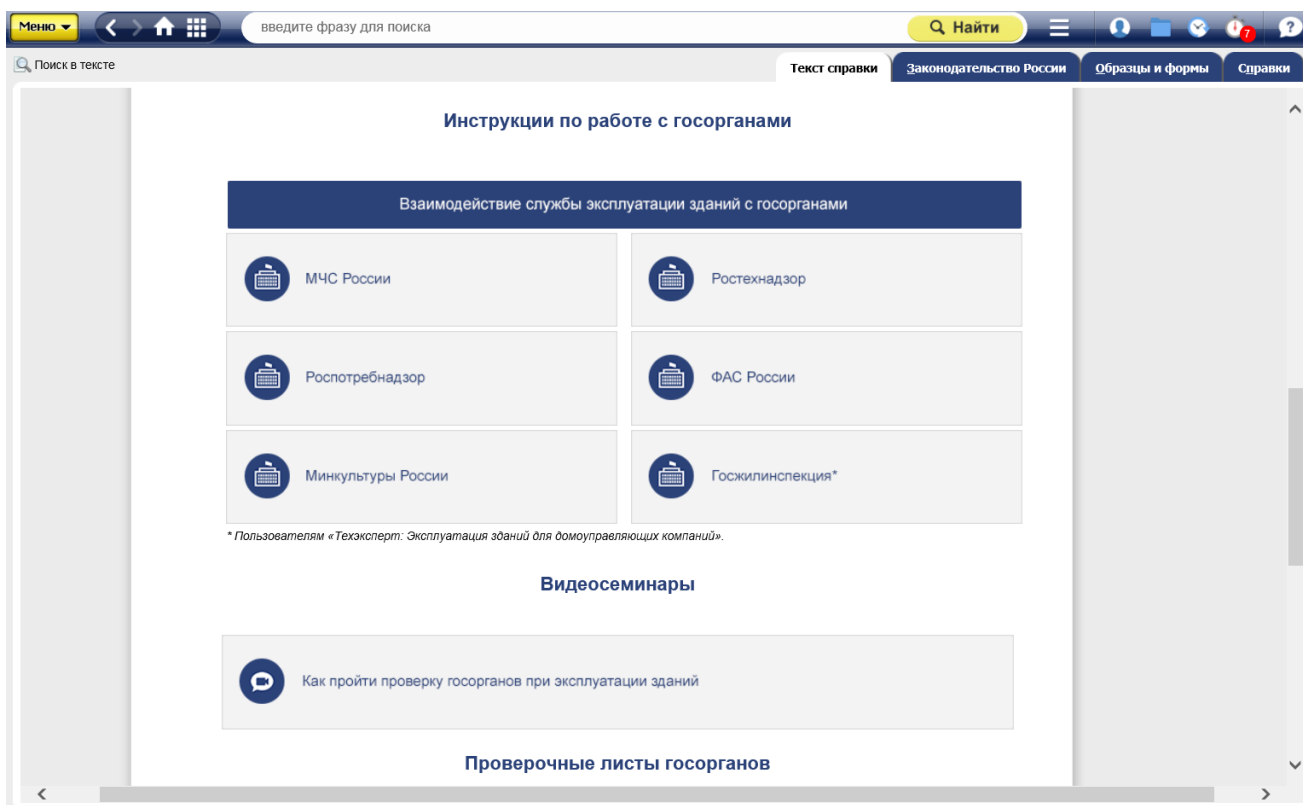 Меню
введите фразу для поиска
Найти
7
?
Поиск в тексте
Текст справки
Законодательство России
Образцы и формы
Справки
Инструкции по работе с госорганами
Взаимодействие службы эксплуатации зданий с госорганами
МЧС России
Ростехнадзор
Роспотребнадзор
ФАС России
Минкультуры России
Госжилинспекция*
* Пользователям «Техэксперт: Эксплуатация зданий для домоуправляющих компаний».
Видеосеминары
Как пройти проверку госорганов при эксплуатации зданий
Проверочные листы госорганов